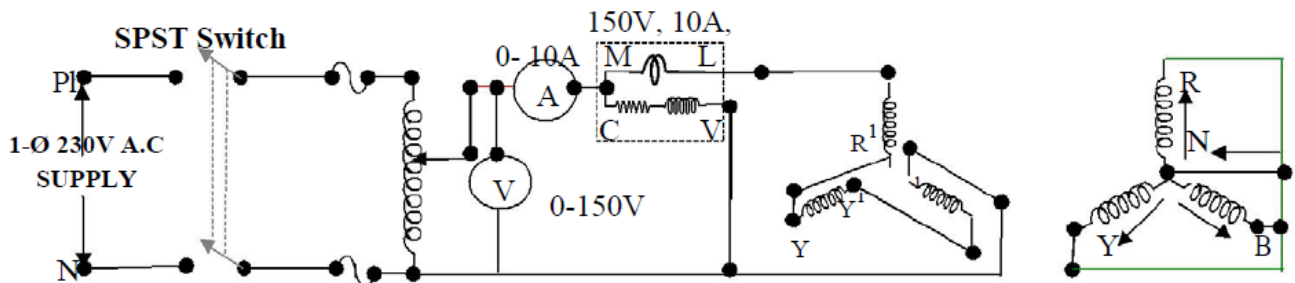 150V, 10A,
SPST Switch
0- 10A
M L
R
Ph
A
C V
R1
N
1-Ø 230V A.C
SUPPLY
V
0-150V
Y1
Y
Y
B
N